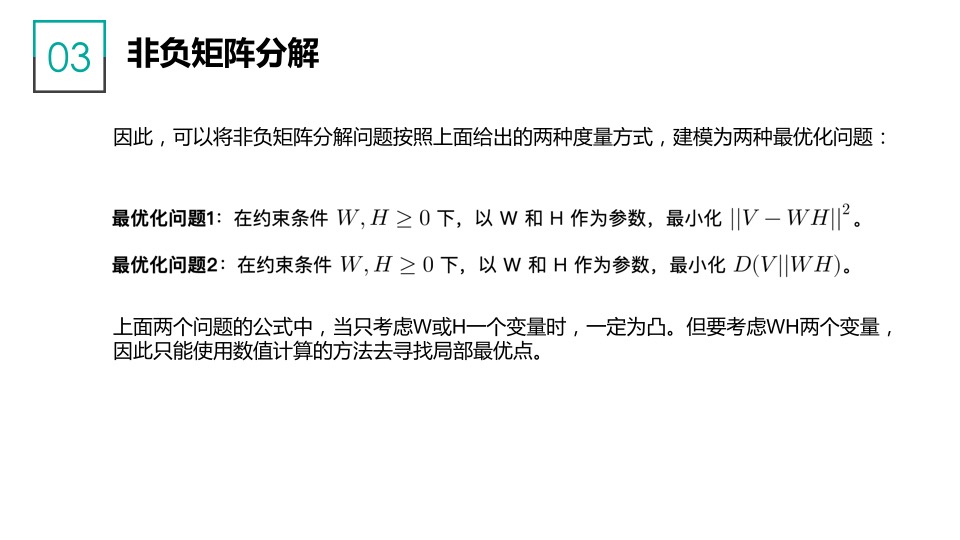 03
非负矩阵分解
因此，可以将非负矩阵分解问题按照上面给出的两种度量方式，建模为两种最优化问题：
最优化问题1：在约束条件 W, H ≥ 0 下，以 W 和 H 作为参数，最小化 ||V − WH||²。
最优化问题2：在约束条件 W, H ≥ 0 下，以 W 和 H 作为参数，最小化 D(V||WH)。
上面两个问题的公式中，当只考虑W或H一个变量时，一定为凸。但要考虑WH两个变量，
因此只能使用数值计算的方法去寻找局部最优点。